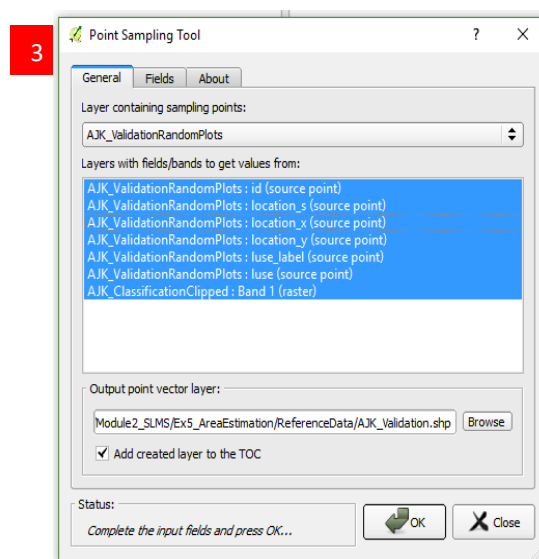 3
Point Sampling Tool ? X
General Fields About
Layer containing sampling points:
AJK_ValidationRandomPlots
Layers with fields/bands to get values from:
AJK_ValidationRandomPlots : id (source point)
AJK_ValidationRandomPlots : location_s (source point)
AJK_ValidationRandomPlots : location_x (source point)
AJK_ValidationRandomPlots : location_y (source point)
AJK_ValidationRandomPlots : luse_label (source point)
AJK_ValidationRandomPlots : luse (source point)
AJK_ClassificationClipped : Band 1 (raster)
Output point vector layer:
Module2_SLMS/Ex5_AreaEstimation/ReferenceData/AJK_Validation.shp Browse
Add created layer to the TOC
Status:
Complete the input fields and press OK...
OK Close